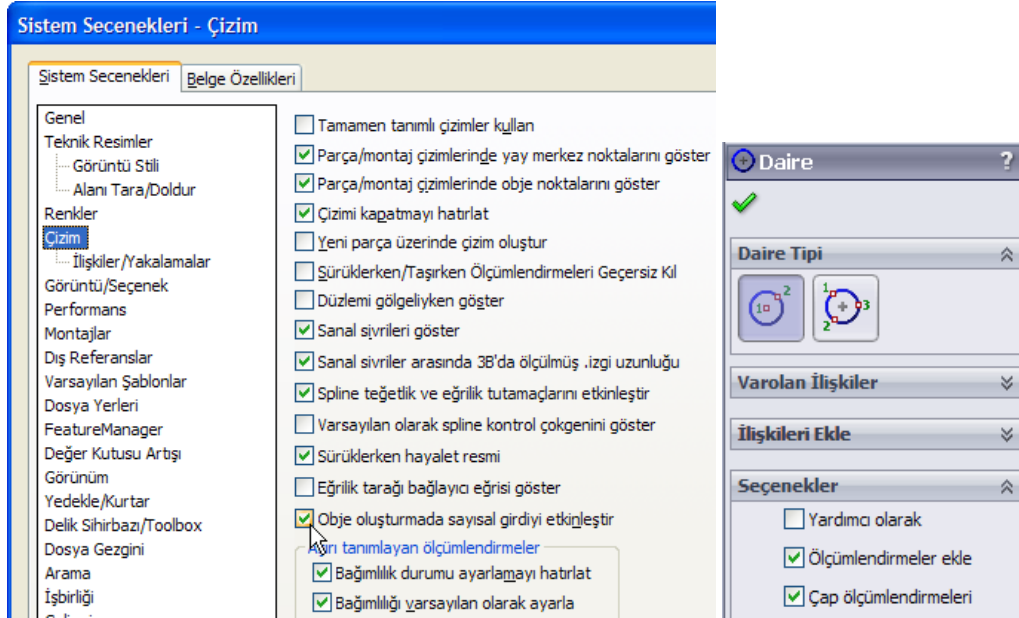 Sistem Secenekleri - Çizim
Sistem Secenekleri
Belge Özellikleri
Genel
Teknik Resimler
Görüntü Stili
Alanı Tara/Doldur
Renkler
Çizim
İlişkiler/Yakalamalar
Görüntü/Seçenek
Performans
Montajlar
Dış Referanslar
Varsayılan Şablonlar
Dosya Yerleri
FeatureManager
Değer Kutusu Artışı
Görünüm
Yedekle/Kurtar
Delik Sihirbazı/Toolbox
Dosya Gezgini
Arama
İşbirliği
Tamamen tanımlı çizimler kullan
Parça/montaj çizimlerinde yay merkez noktalarını göster
Parça/montaj çizimlerinde obje noktalarını göster
Çizimi kapatmayı hatırlat
Yeni parça üzerinde çizim oluştur
Sürüklerken/Taşırken Ölçümlendirmeleri Geçersiz Kıl
Düzlemi gölgeliyken göster
Sanal sivrileri göster
Sanal sivriler arasında 3B'da ölçülmüş .izgi uzunluğu
Spline teğetlik ve eğrilik tutamaçlarını etkinleştir
Varsayılan olarak spline kontrol çokgenini göster
Sürüklerken hayalet resmi
Eğrilik tarağı bağlayıcı eğrisi göster
Obje oluşturmada sayısal girdiyi etkinleştir
tanımlayan ölçümlendirmeler
Bağımlılık durumu ayarlamayı hatırlat
Bağımlılığı varsayılan olarak ayarla
Daire ?
Daire Tipi
1 2
1 2 3
Varolan İlişkiler
İlişkileri Ekle
Seçenekler
Yardımcı olarak
Ölçümlendirmeler ekle
Çap ölçümlendirmeleri